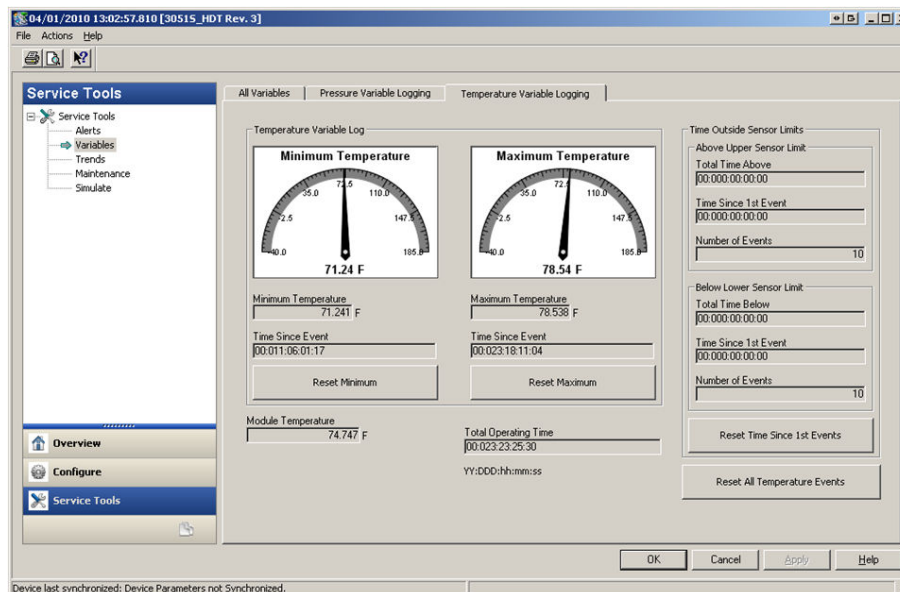 04/01/2010 13:02:57.810 [3051S_HDT Rev. 3]
File Actions Help
Service Tools
Service Tools
Alerts
Variables
Trends
Maintenance
Simulate
Overview
Configure
Service Tools
All Variables Pressure Variable Logging Temperature Variable Logging
Temperature Variable Log
Minimum Temperature
-40.0 -2.5 35.0 72.5 110.0 147.5 185.0
71.24 F
Minimum Temperature
71.241 F
Time Since Event
00:011:06:01:17
Reset Minimum
Maximum Temperature
-40.0 -2.5 35.0 72.5 110.0 147.5 185.0
78.54 F
Maximum Temperature
78.538 F
Time Since Event
00:023:18:11:04
Reset Maximum
Module Temperature
74.747 F
Total Operating Time
00:023:23:25:30
YY:DDD:hh:mm:ss
Time Outside Sensor Limits
Above Upper Sensor Limit
Total Time Above
00:000:00:00:00
Time Since 1st Event
00:000:00:00:00
Number of Events
10
Below Lower Sensor Limit
Total Time Below
00:000:00:00:00
Time Since 1st Event
00:000:00:00:00
Number of Events
10
Reset Time Since 1st Events
Reset All Temperature Events
OK Cancel Apply Help
Device last synchronized: Device Parameters not Synchronized.